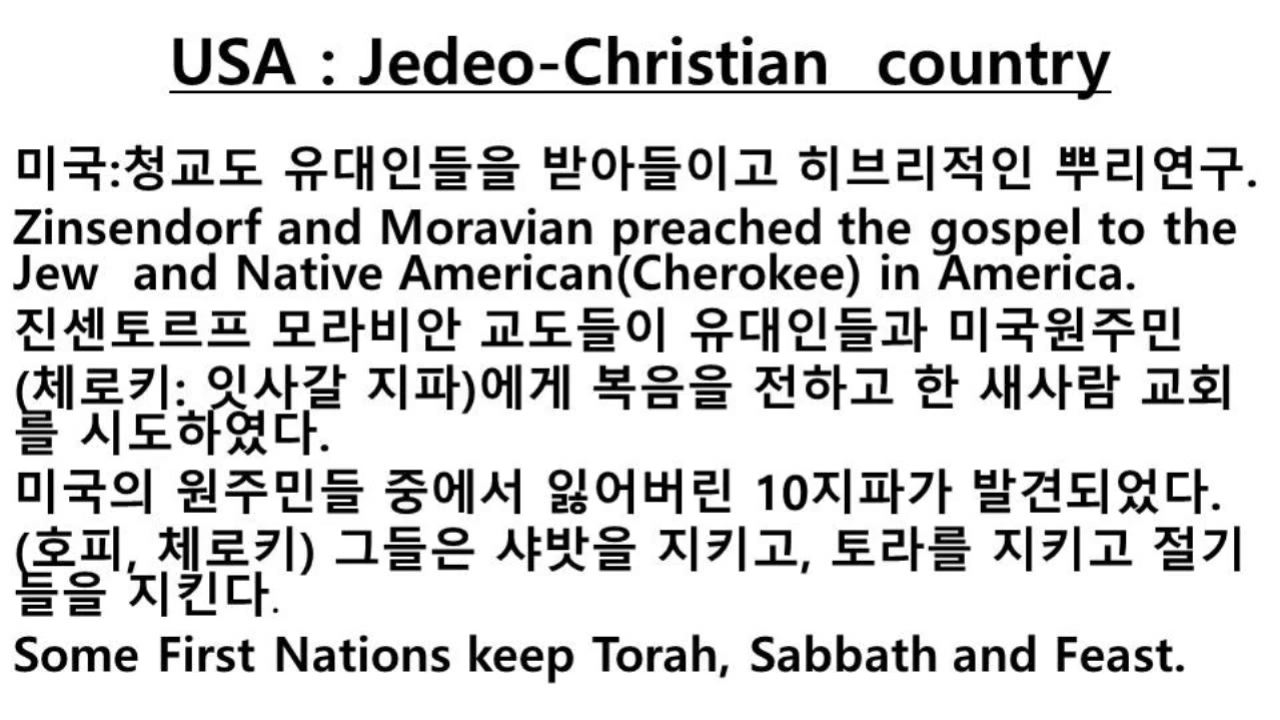 USA : Jedeo-Christian country
미국:청교도 유대인들을 받아들이고 히브리적인 뿌리연구.
Zinsendorf and Moravian preached the gospel to the
Jew and Native American(Cherokee) in America.
진센토르프 모라비안 교도들이 유대인들과 미국원주민
(체로키: 잇사갈 지파)에게 복음을 전하고 한 새사람 교회
를 시도하였다.
미국의 원주민들 중에서 잃어버린 10지파가 발견되었다.
(호피, 체로키) 그들은 샤밧을 지키고, 토라를 지키고 절기
들을 지킨다.
Some First Nations keep Torah, Sabbath and Feast.